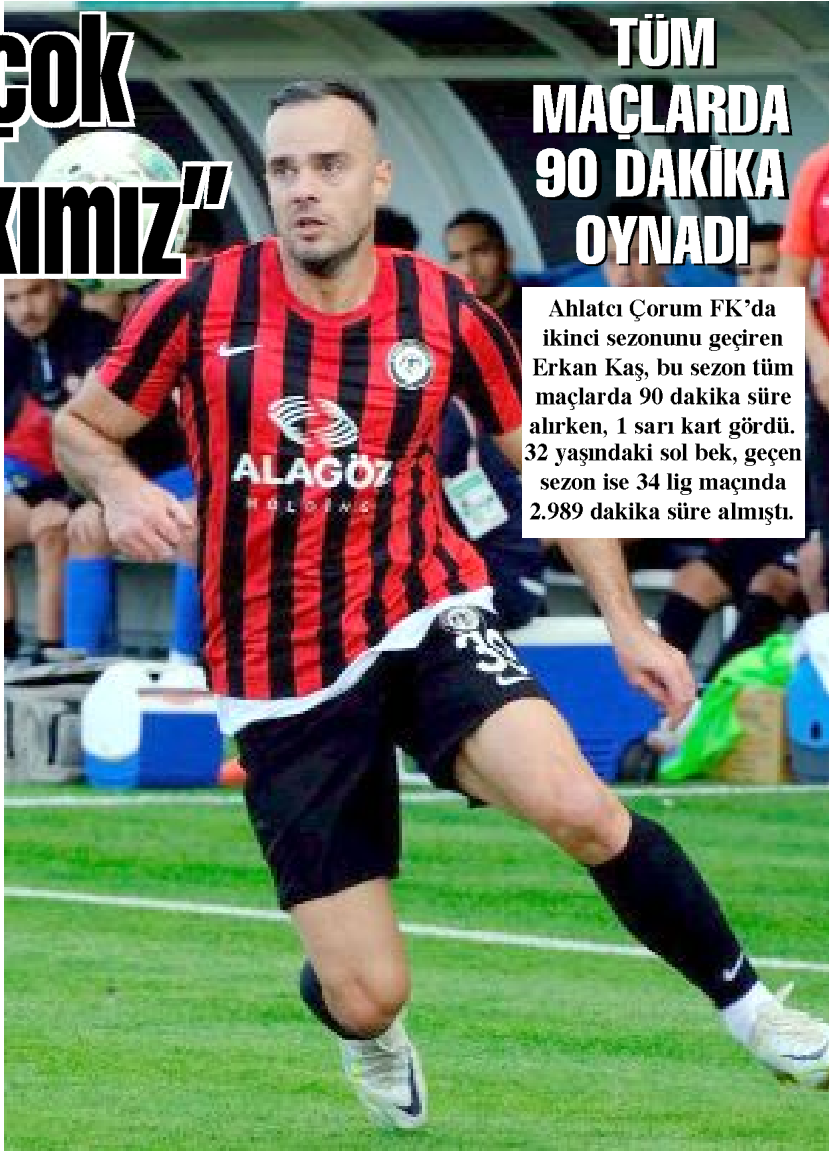 çok
kımız"
TÜM
MAÇLARDA
90 DAKİKA
OYNADI
Ahlatcı Çorum FK'da
ikinci sezonunu geçiren
Erkan Kaş, bu sezon tüm
maçlarda 90 dakika süre
alırken, 1 sarı kart gördü.
32 yaşındaki sol bek, geçen
sezon ise 34 lig maçında
2.989 dakika süre almıştı.
ALAGÖZ
HOLDİNG